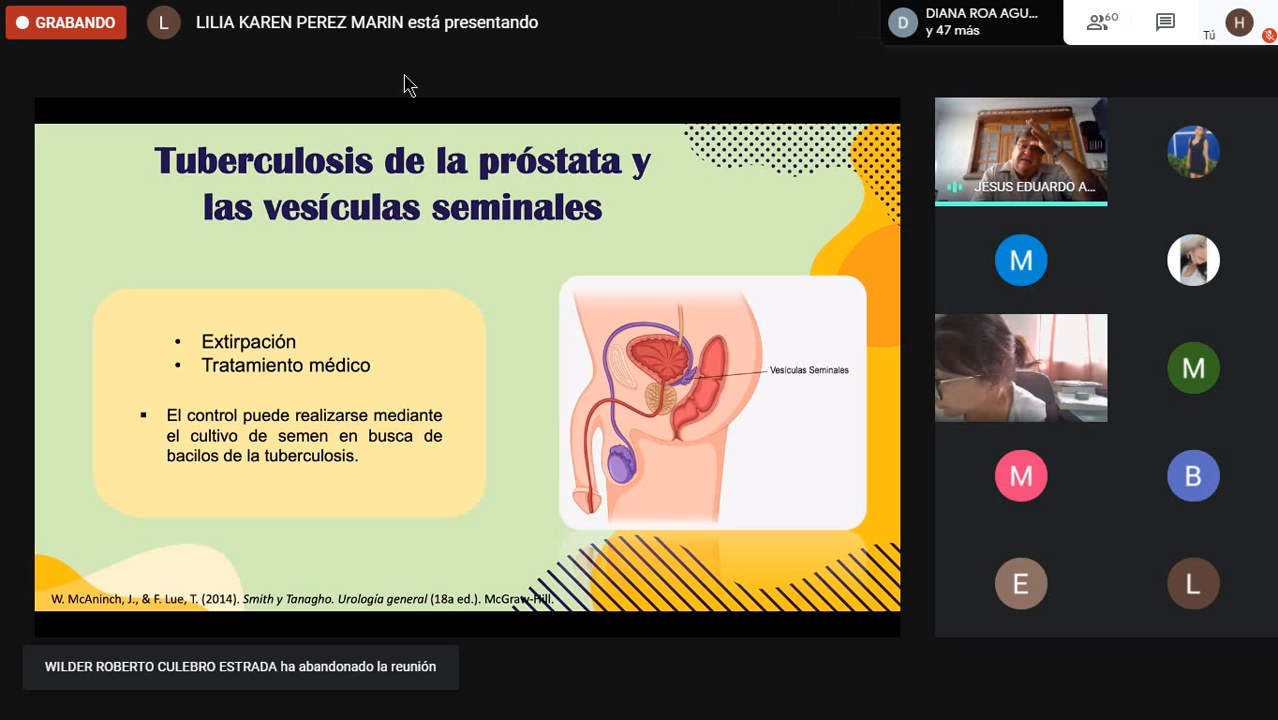 GRABANDO
L
LILIA KAREN PEREZ MARIN está presentando
D
DIANA ROA AGU...
y 47 más
60
Tú
H
Tuberculosis de la próstata y
las vesículas seminales
• Extirpación
• Tratamiento médico
▪ El control puede realizarse mediante
el cultivo de semen en busca de
bacilos de la tuberculosis.
Vesículas Seminales
W. McAninch, J., & F. Lue, T. (2014). Smith y Tanagho. Urología general (18a ed.). McGraw-Hill.
JESUS EDUARDO A...
M
M
M
B
E
L
WILDER ROBERTO CULEBRO ESTRADA ha abandonado la reunión